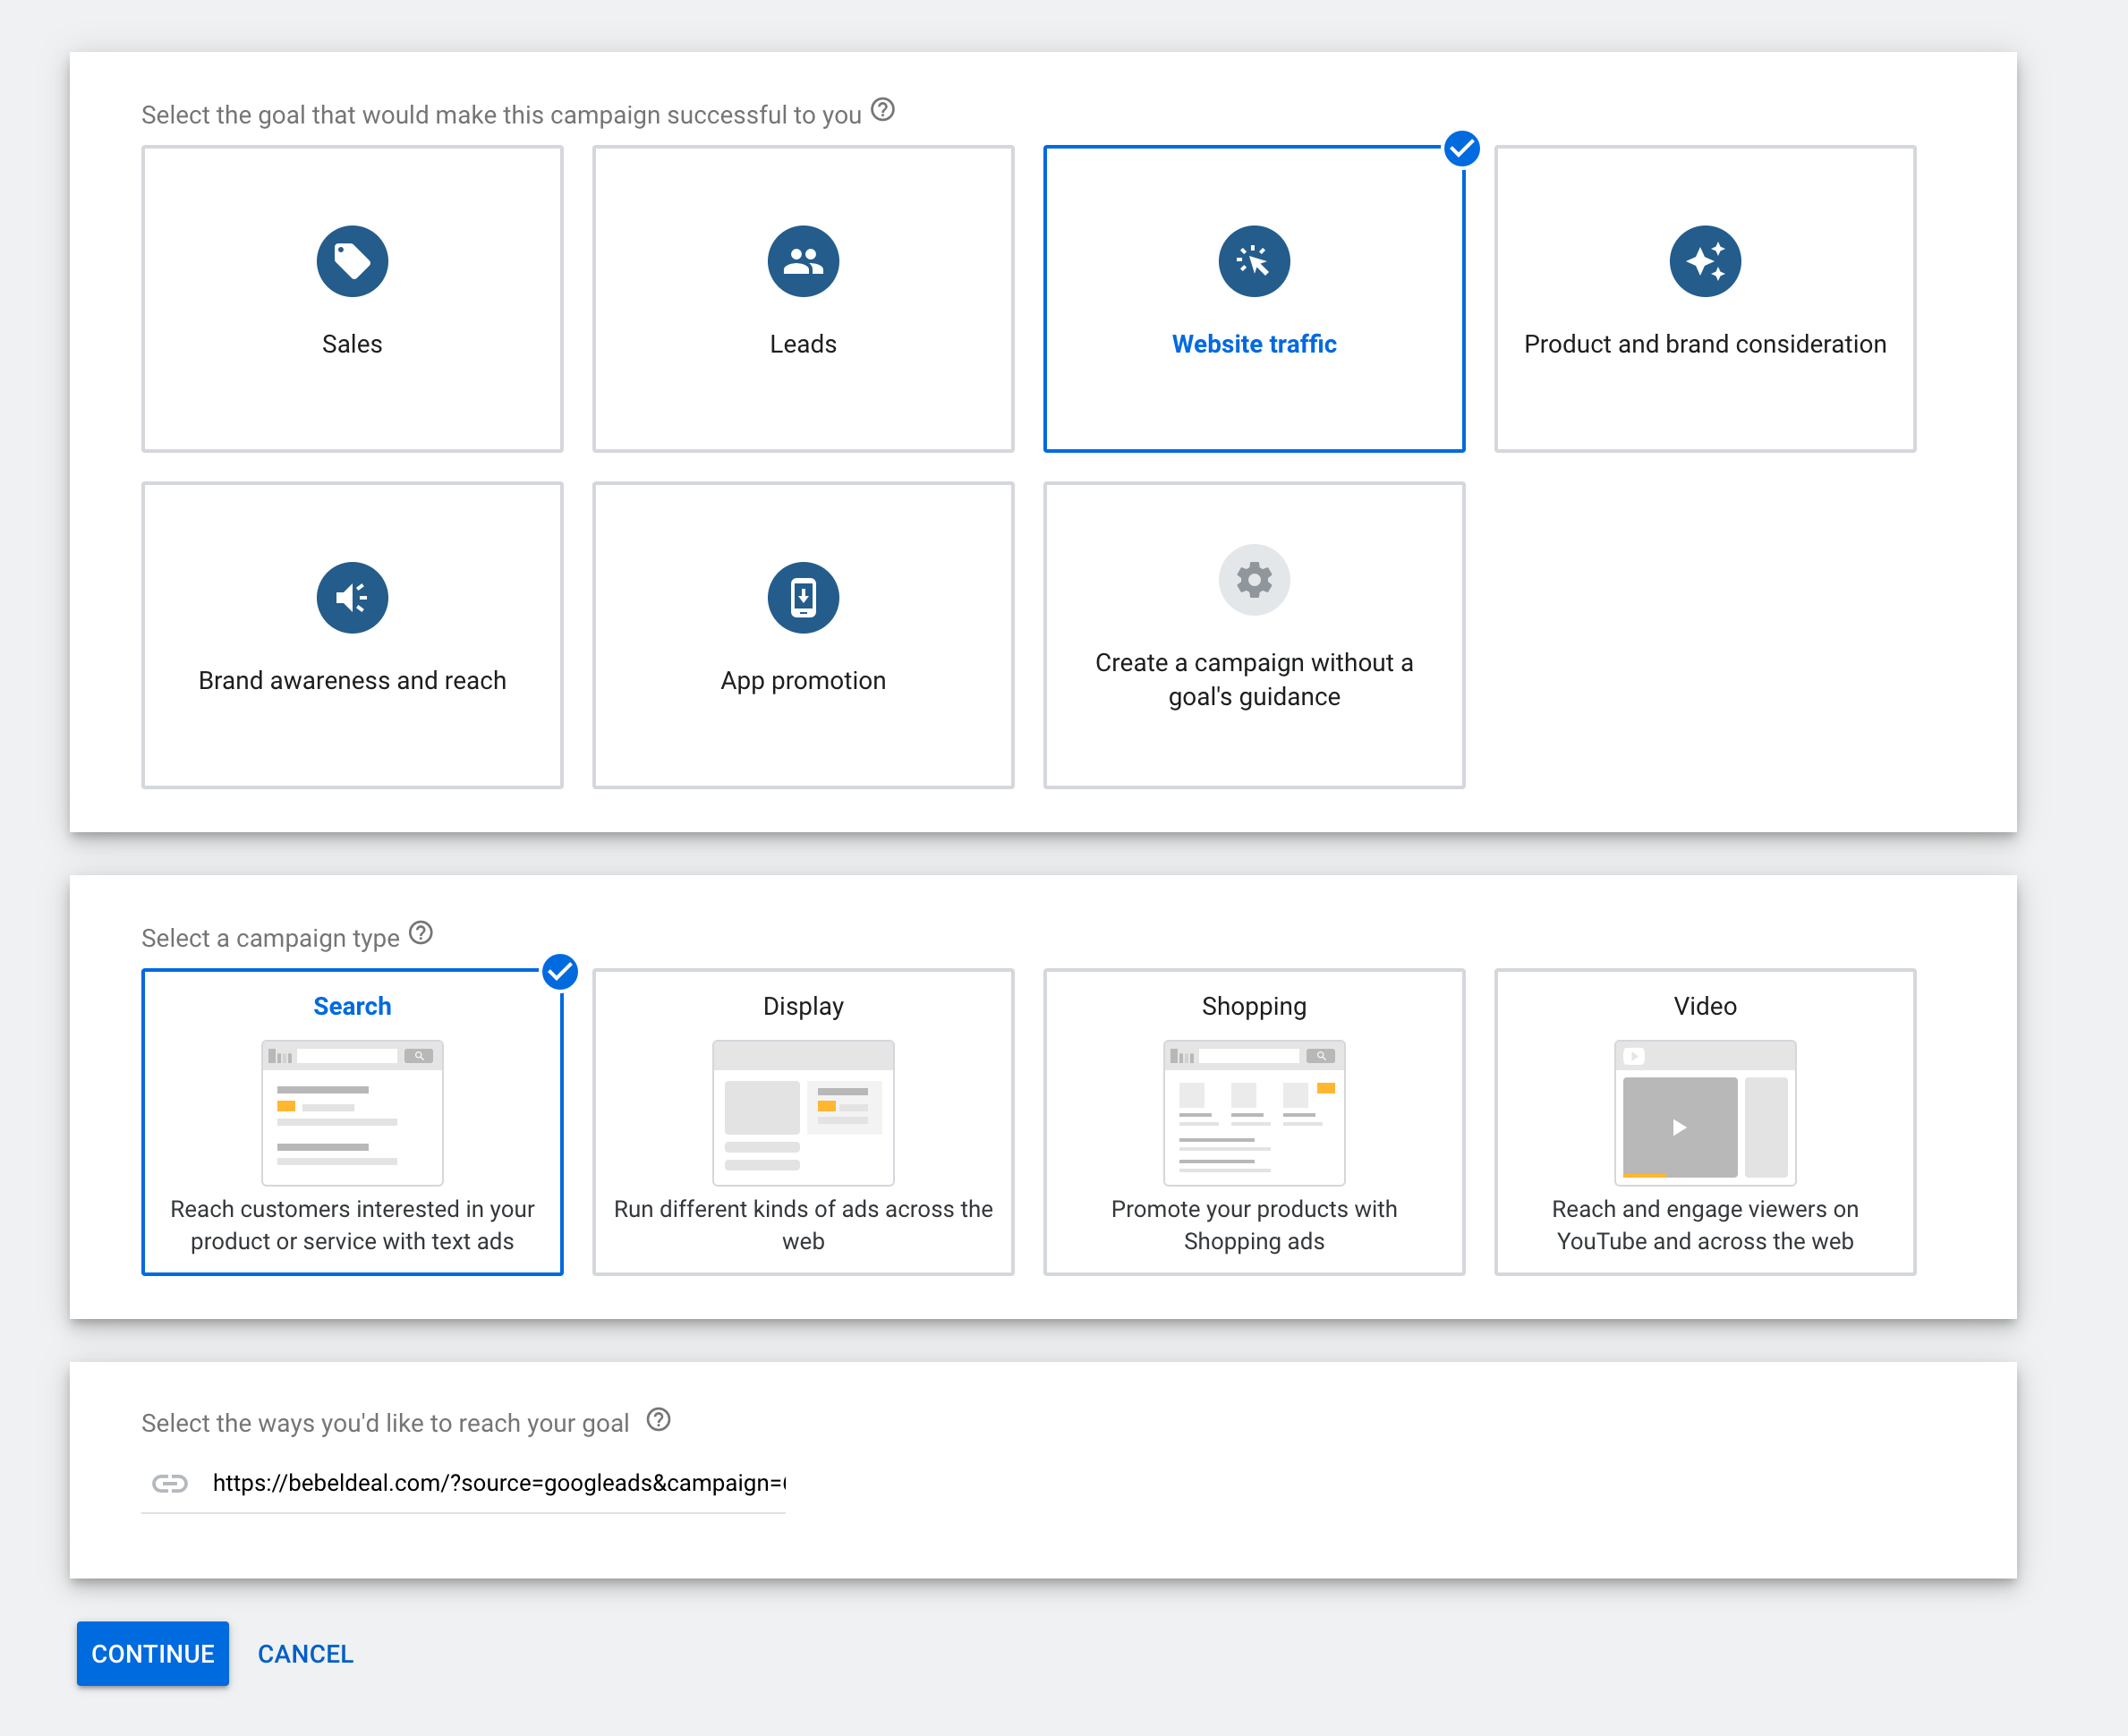 Select the goal that would make this campaign successful to you
Sales
Leads
Website traffic
Product and brand consideration
Brand awareness and reach
App promotion
Create a campaign without a
goal's guidance
Select a campaign type
Search
Display
Shopping
Video
Reach customers interested in your
product or service with text ads
Run different kinds of ads across the
web
Promote your products with
Shopping ads
Reach and engage viewers on
YouTube and across the web
Select the ways you'd like to reach your goal
https://bebeldeal.com/?source=googleads&campaign=
CONTINUE
CANCEL